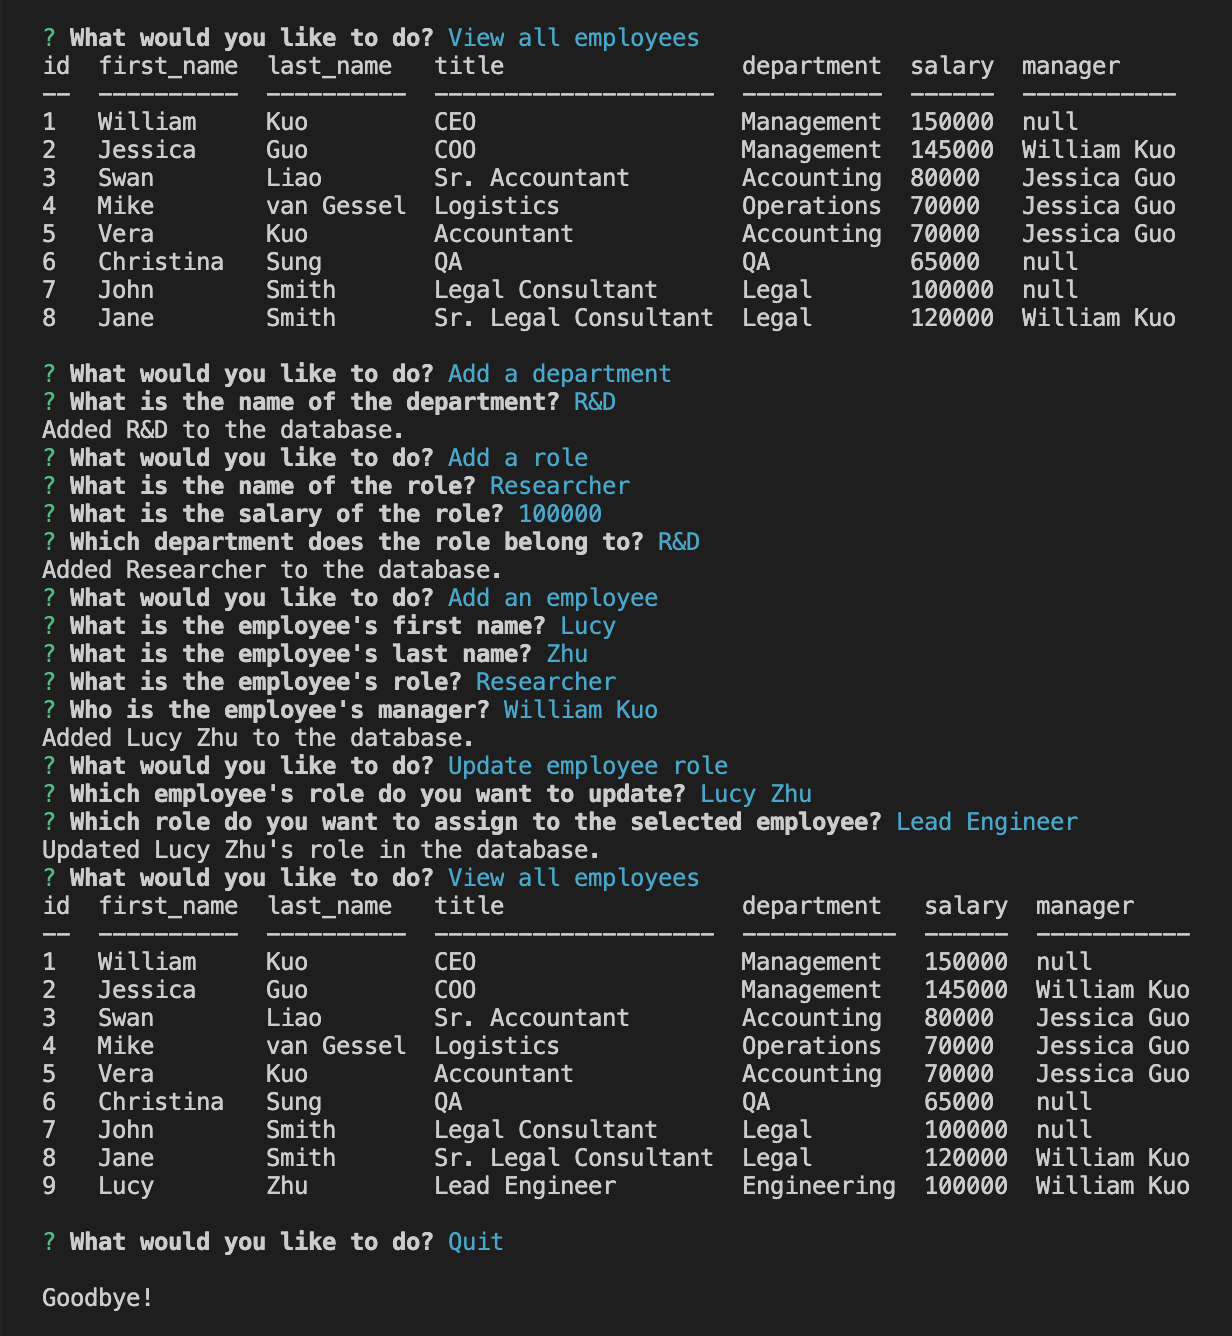 ? What would you like to do? View all employees
id  first_name  last_name   title                 department  salary  manager
--  ----------  ----------  --------------------  ----------  ------  -----------
1   William     Kuo         CEO                   Management  150000  null
2   Jessica     Guo         COO                   Management  145000  William Kuo
3   Swan        Liao        Sr. Accountant        Accounting  80000   Jessica Guo
4   Mike        van Gessel  Logistics             Operations  70000   Jessica Guo
5   Vera        Kuo         Accountant            Accounting  70000   Jessica Guo
6   Christina   Sung        QA                    QA          65000   null
7   John        Smith       Legal Consultant      Legal       100000  null
8   Jane        Smith       Sr. Legal Consultant  Legal       120000  William Kuo
? What would you like to do? Add a department
? What is the name of the department? R&D
Added R&D to the database.
? What would you like to do? Add a role
? What is the name of the role? Researcher
? What is the salary of the role? 100000
? Which department does the role belong to? R&D
Added Researcher to the database.
? What would you like to do? Add an employee
? What is the employee's first name? Lucy
? What is the employee's last name? Zhu
? What is the employee's role? Researcher
? Who is the employee's manager? William Kuo
Added Lucy Zhu to the database.
? What would you like to do? Update employee role
? Which employee's role do you want to update? Lucy Zhu
? Which role do you want to assign to the selected employee? Lead Engineer
Updated Lucy Zhu's role in the database.
? What would you like to do? View all employees
id  first_name  last_name   title                 department   salary  manager
--  ----------  ----------  --------------------  -----------  ------  -----------
1   William     Kuo         CEO                   Management   150000  null
2   Jessica     Guo         COO                   Management   145000  William Kuo
3   Swan        Liao        Sr. Accountant        Accounting   80000   Jessica Guo
4   Mike        van Gessel  Logistics             Operations   70000   Jessica Guo
5   Vera        Kuo         Accountant            Accounting   70000   Jessica Guo
6   Christina   Sung        QA                    QA           65000   null
7   John        Smith       Legal Consultant      Legal        100000  null
8   Jane        Smith       Sr. Legal Consultant  Legal        120000  William Kuo
9   Lucy        Zhu         Lead Engineer         Engineering  100000  William Kuo
? What would you like to do? Quit
Goodbye!